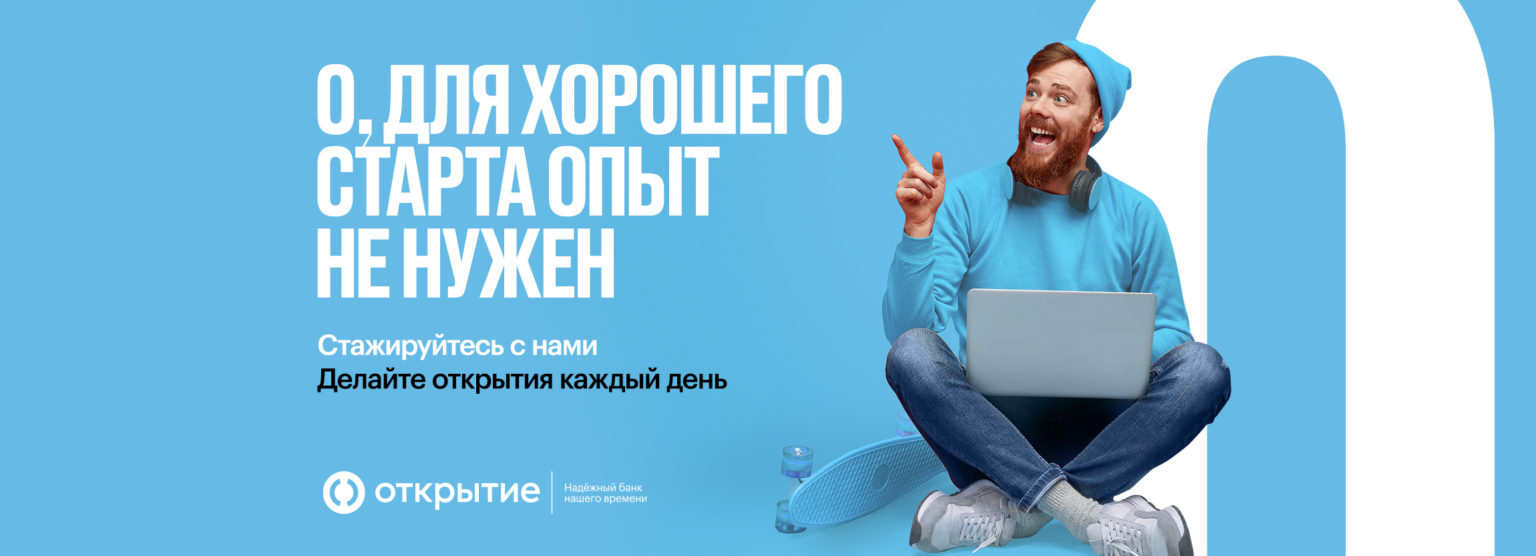 О, ДЛЯ ХОРОШЕГО
СТАРТА ОПЫТ
НЕ НУЖЕН
Стажируйтесь с нами
Делайте открытия каждый день
открытие
Надёжный банк
нашего времени